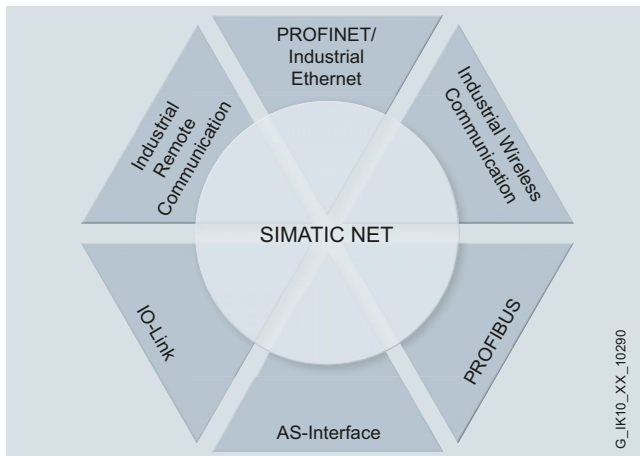 PROFINET/
Industrial
Ethernet
Industrial
Remote
Communication
Industrial Wireless
Communication
SIMATIC NET
IO-Link
PROFIBUS
AS-Interface
G_IK10_XX_10290